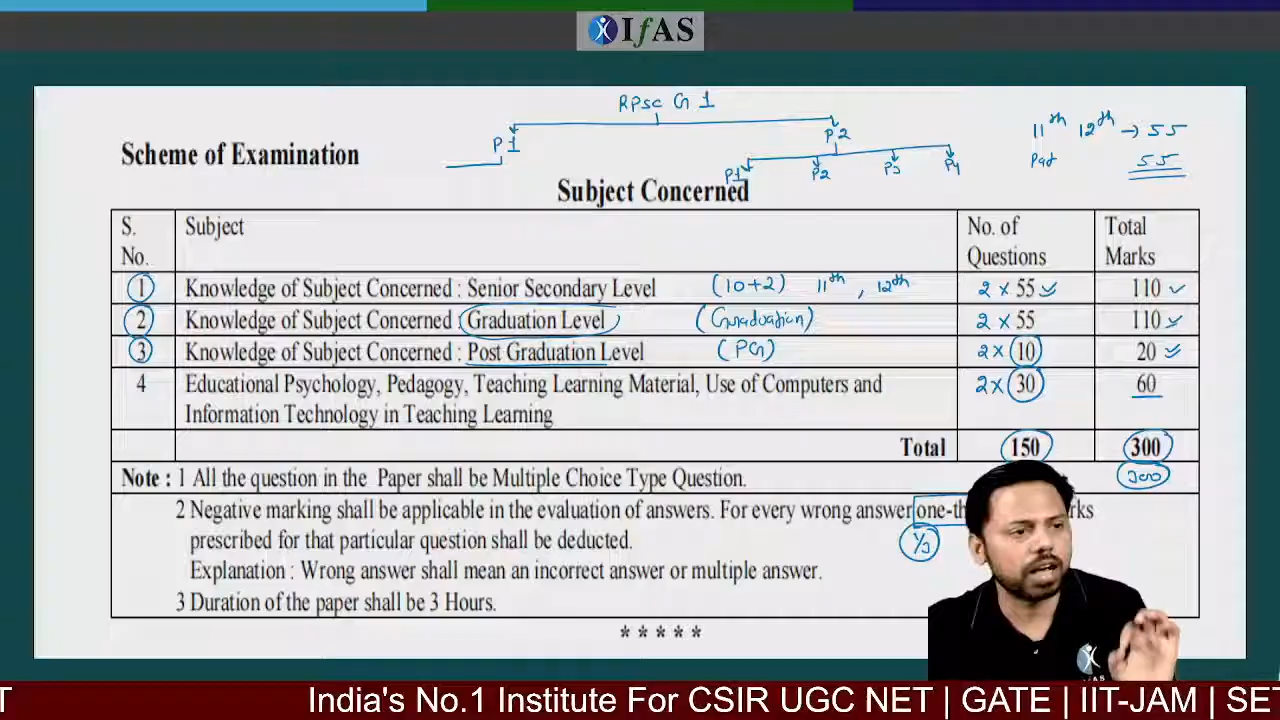 IfAS
RPsc G 1
P1 P2
P1 P2 P3 P4
11th 12th → 55
55
Scheme of Examination
Subject Concerned
S. No. Subject No. of Questions Total Marks
1 Knowledge of Subject Concerned : Senior Secondary Level (10+2) 11th, 12th 2 × 55 110
2 Knowledge of Subject Concerned : Graduation Level (Graduation) 2 × 55 110
3 Knowledge of Subject Concerned : Post Graduation Level (PG) 2 × 10 20
4 Educational Psychology, Pedagogy, Teaching Learning Material, Use of Computers and 2 × 30 60
Information Technology in Teaching Learning
Total 150 300
Note : 1 All the question in the Paper shall be Multiple Choice Type Question. 300
2 Negative marking shall be applicable in the evaluation of answers. For every wrong answer one-th
prescribed for that particular question shall be deducted. 1/3
Explanation : Wrong answer shall mean an incorrect answer or multiple answer.
3 Duration of the paper shall be 3 Hours.
* * * * *
IFAS
T India's No.1 Institute For CSIR UGC NET | GATE | IIT-JAM | SET